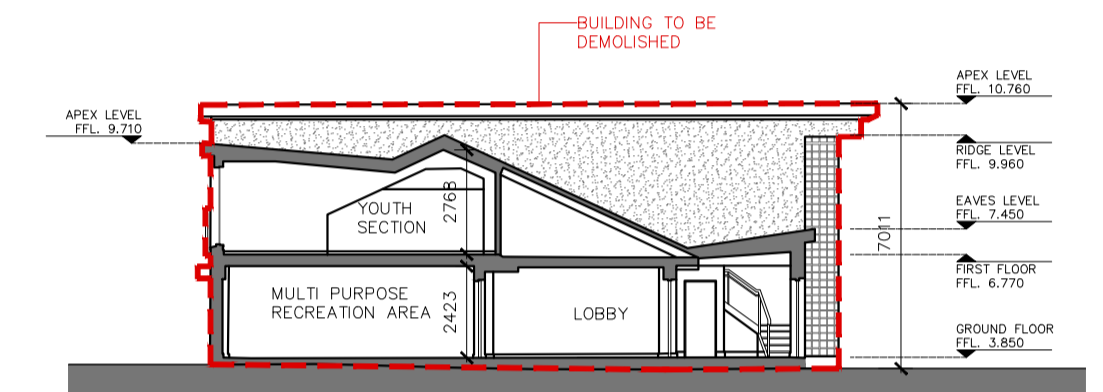 BUILDING TO BE
DEMOLISHED
APEX LEVEL
FFL. 10.760
APEX LEVEL
FFL. 9.710
RIDGE LEVEL
FFL. 9.960
EAVES LEVEL
FFL. 7.450
YOUTH
SECTION
2768
7011
FIRST FLOOR
FFL. 6.770
MULTI PURPOSE
RECREATION AREA
2423
LOBBY
GROUND FLOOR
FFL. 3.850